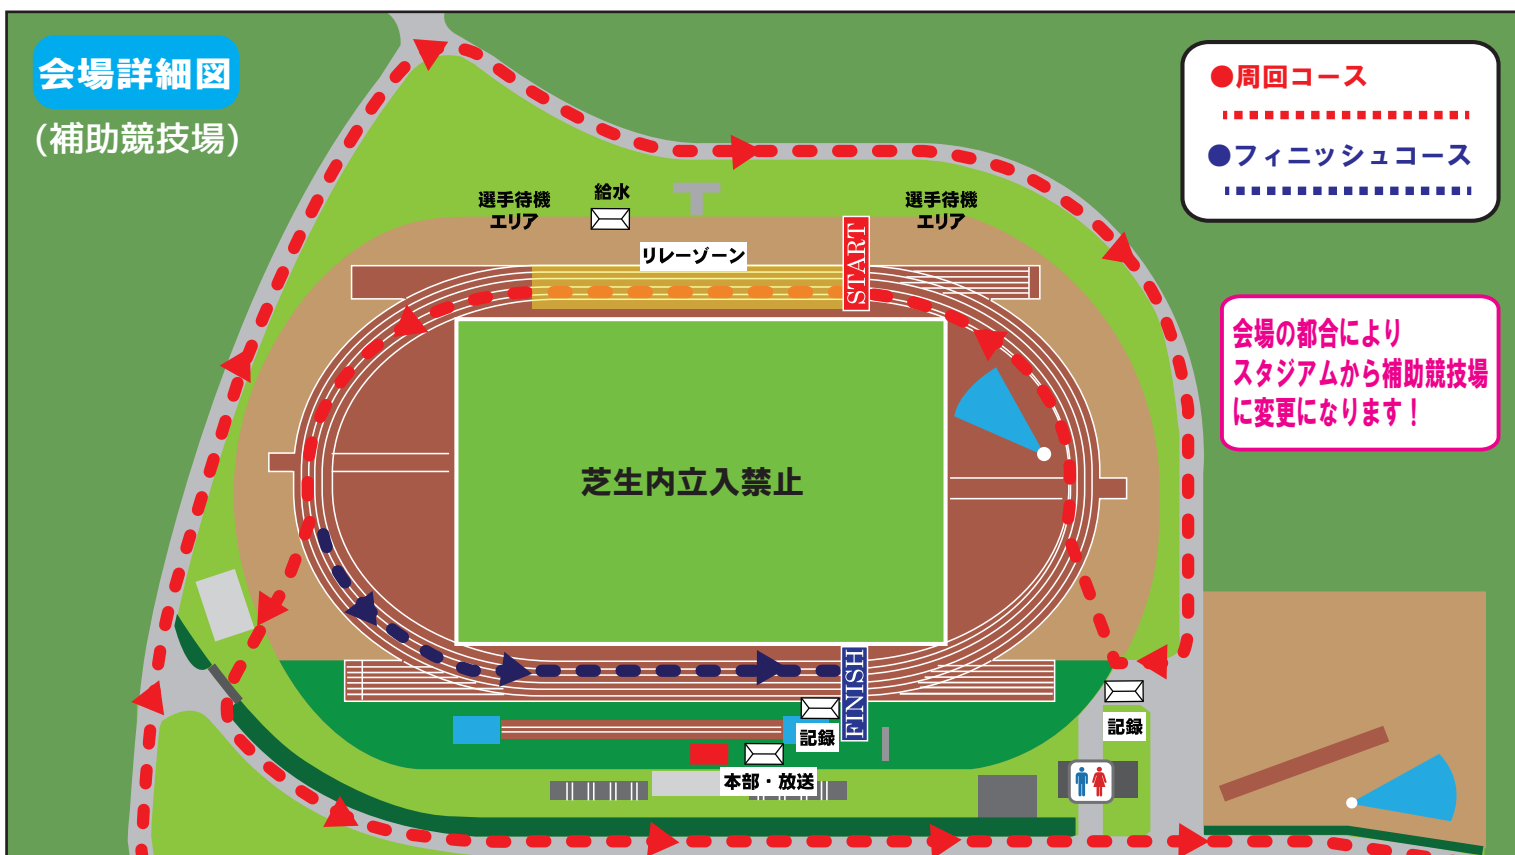 会場詳細図
(補助競技場)
●周回コース
●フィニッシュコース
選手待機
エリア
給水
選手待機
エリア
リレーゾーン
START
会場の都合により
スタジアムから補助競技場
に変更になります！
芝生内立入禁止
FINISH
記録
記録
本部・放送